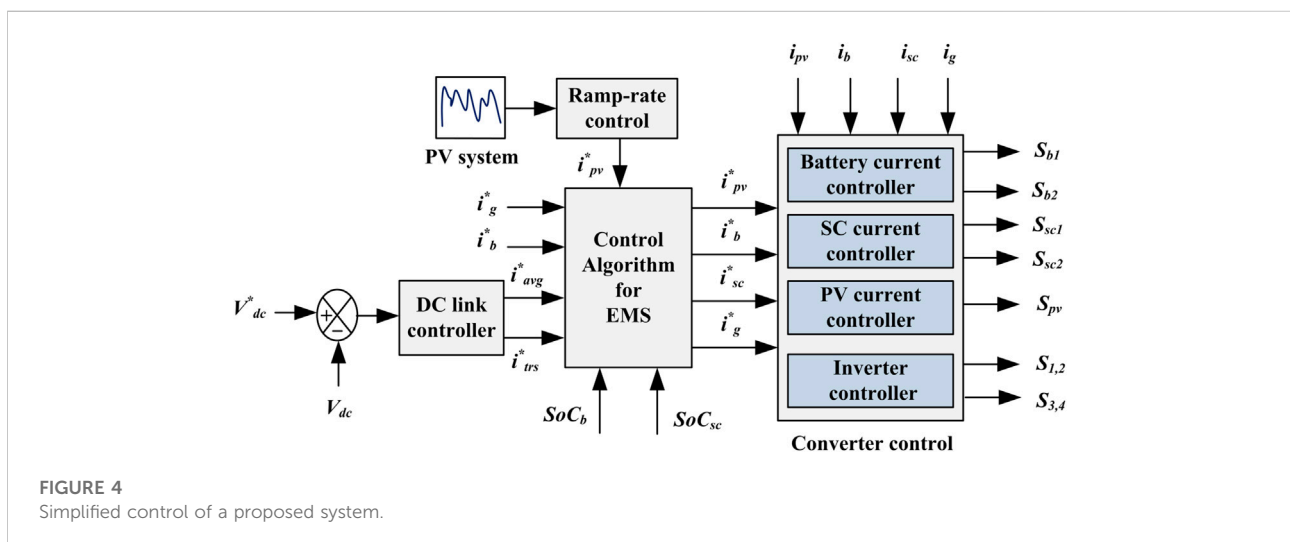 i_pv i_b i_sc i_g
Ramp-rate
control
PV system
i*_pv
i*_g
i*_b
i*_avg
i*_trs
V*_dc
+
−
V_dc
DC link
controller
Control
Algorithm
for
EMS
SoC_b
SoC_sc
i*_pv
i*_b
i*_sc
i*_g
Battery current
controller
SC current
controller
PV current
controller
Inverter
controller
Converter control
S_b1
S_b2
S_sc1
S_sc2
S_pv
S_1,2
S_3,4
FIGURE 4
Simplified control of a proposed system.